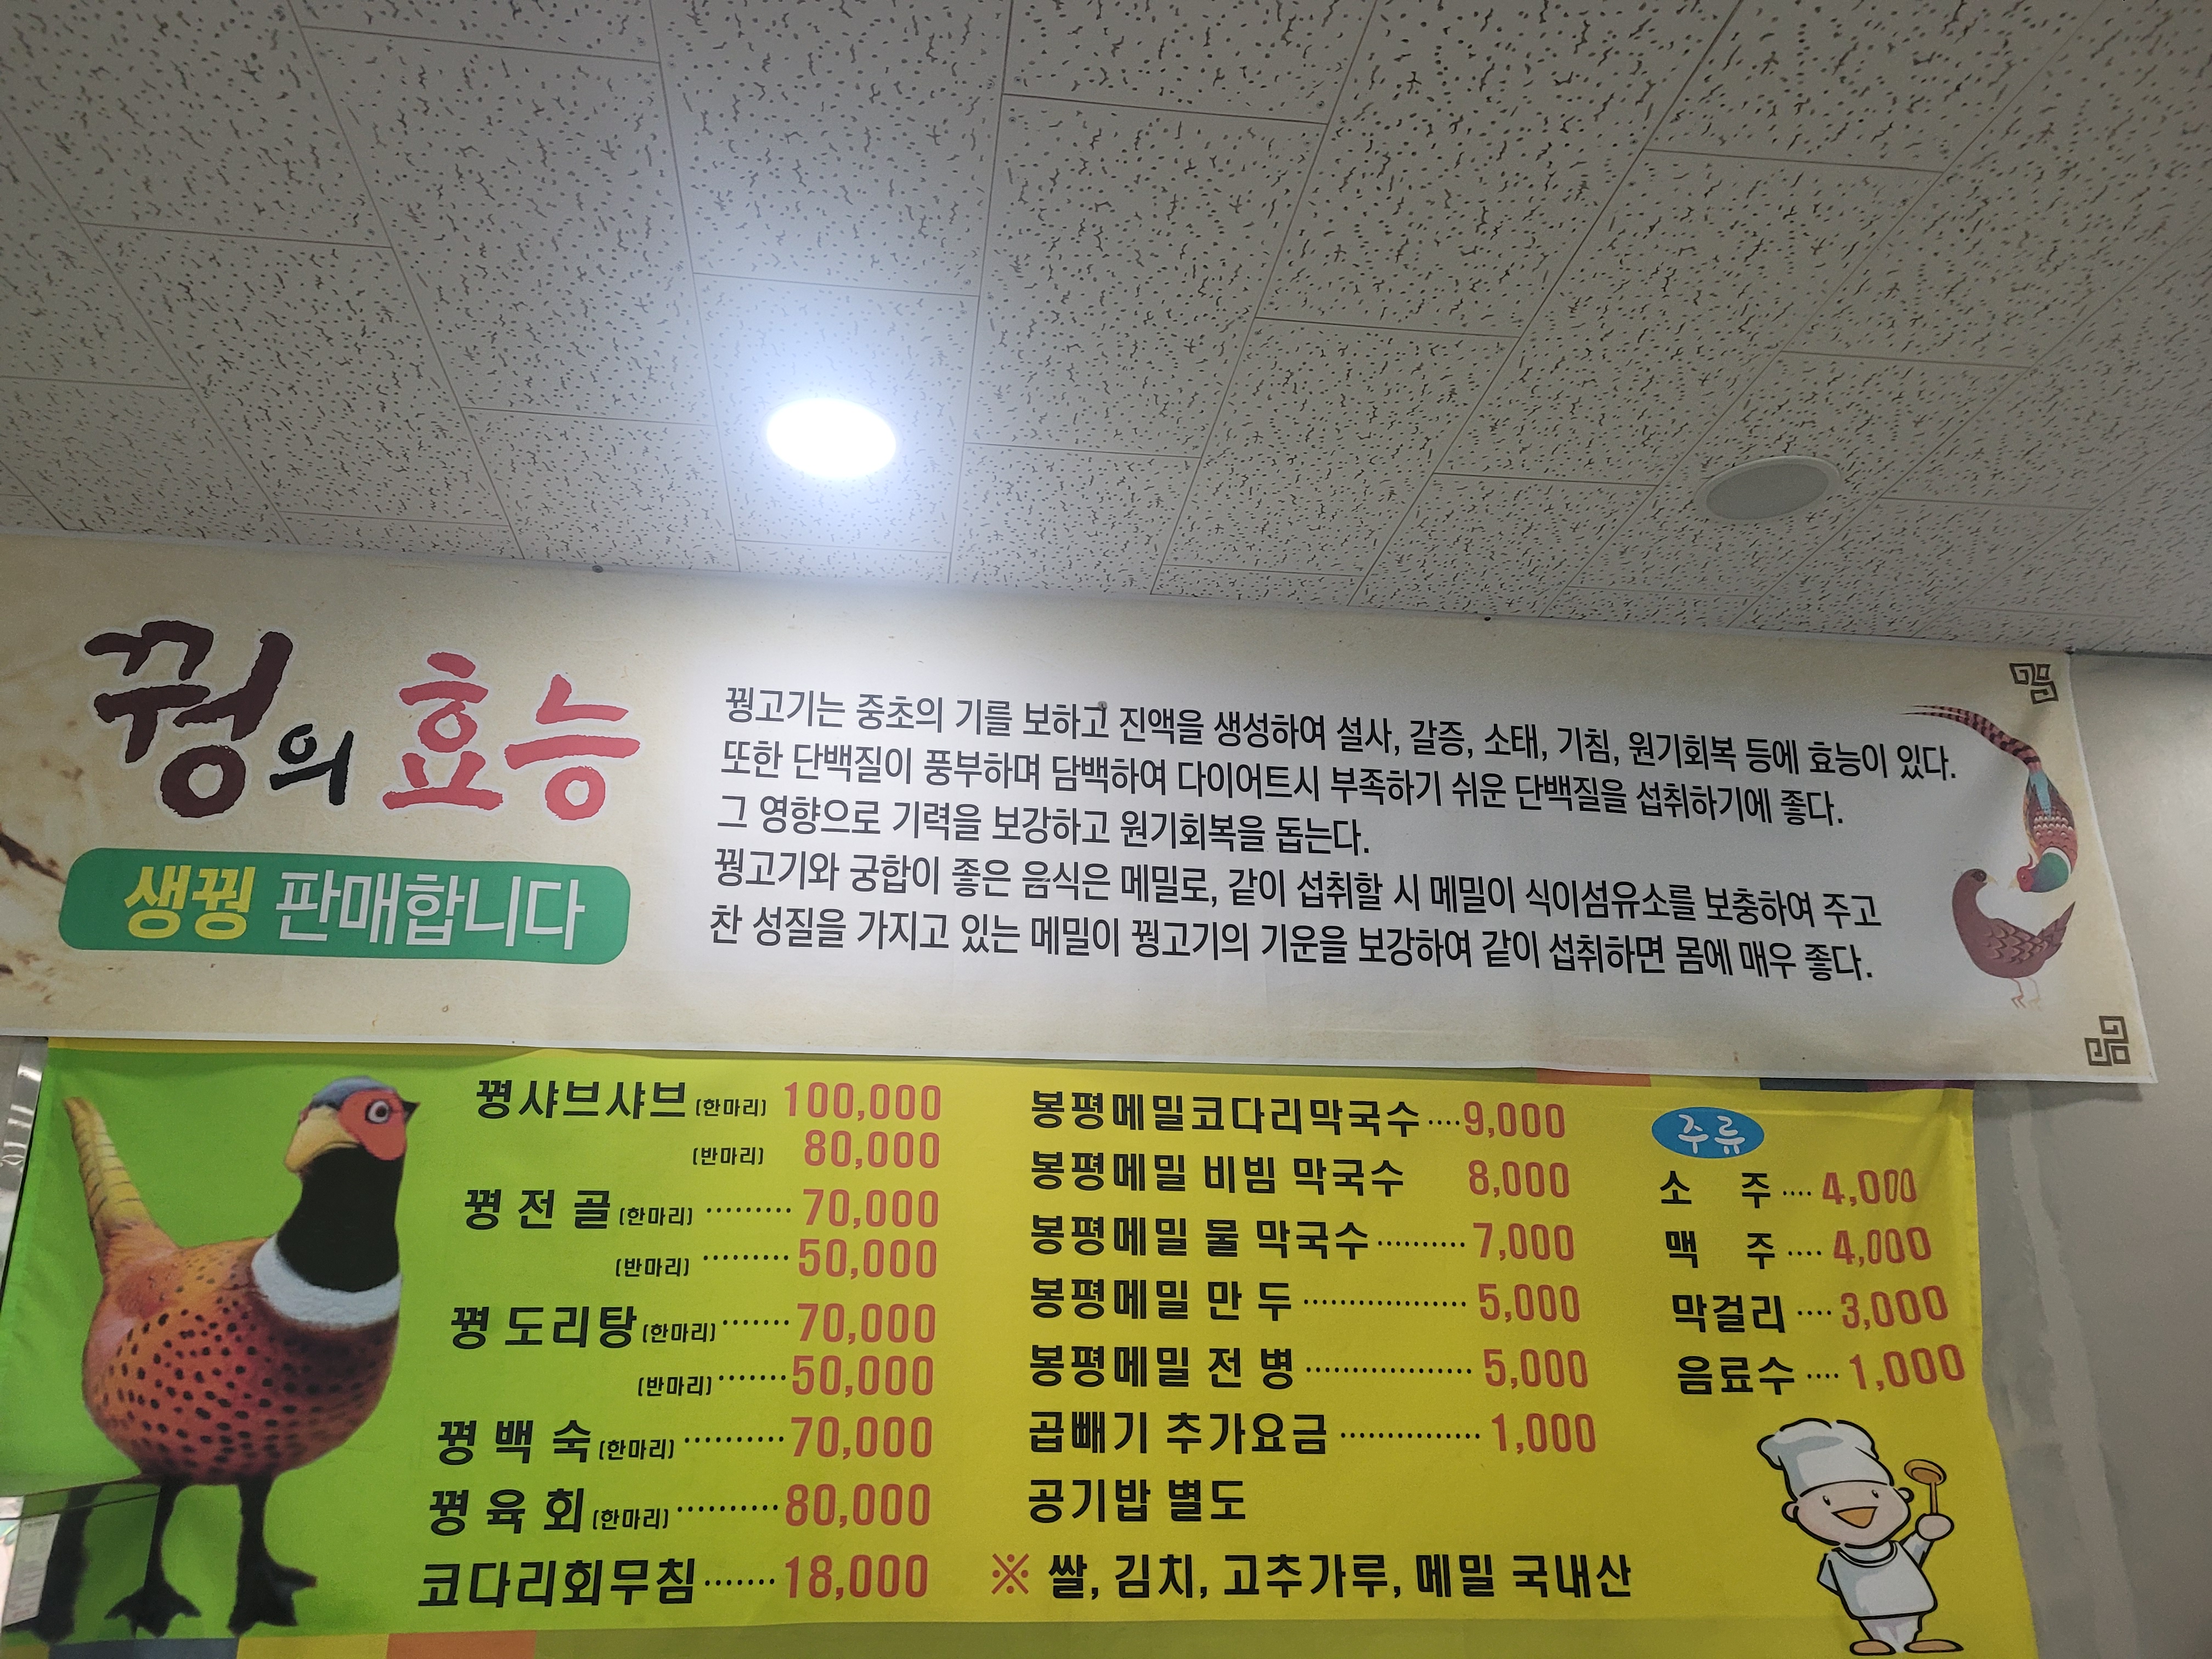 꿩의 효능
생꿩 판매합니다
꿩고기는 중초의 기를 보하고 진액을 생성하여 설사, 갈증, 소태, 기침, 원기회복 등에 효능이 있다.
또한 단백질이 풍부하며 담백하여 다이어트시 부족하기 쉬운 단백질을 섭취하기에 좋다.
그 영향으로 기력을 보강하고 원기회복을 돕는다.
꿩고기와 궁합이 좋은 음식은 메밀로, 같이 섭취할 시 메밀이 식이섬유소를 보충하여 주고
찬 성질을 가지고 있는 메밀이 꿩고기의 기운을 보강하여 같이 섭취하면 몸에 매우 좋다.
꿩샤브샤브 (한마리) 100,000
(반마리) 80,000
꿩 전 골 (한마리) ········· 70,000
(반마리) ········· 50,000
꿩 도리탕 (한마리) ······· 70,000
(반마리) ······· 50,000
꿩 백 숙 (한마리) ·········· 70,000
꿩 육 회 (한마리) ·········· 80,000
코다리회무침 ······· 18,000
봉평메밀코다리막국수 ···· 9,000
봉평메밀 비빔 막국수 8,000
봉평메밀 물 막국수 ·········· 7,000
봉평메밀 만 두 ·················· 5,000
봉평메밀 전 병 ·················· 5,000
곱빼기 추가요금 ··············· 1,000
공기밥 별도
※ 쌀, 김치, 고추가루, 메밀 국내산
주류
소 주 ···· 4,000
맥 주 ···· 4,000
막걸리 ···· 3,000
음료수 ···· 1,000